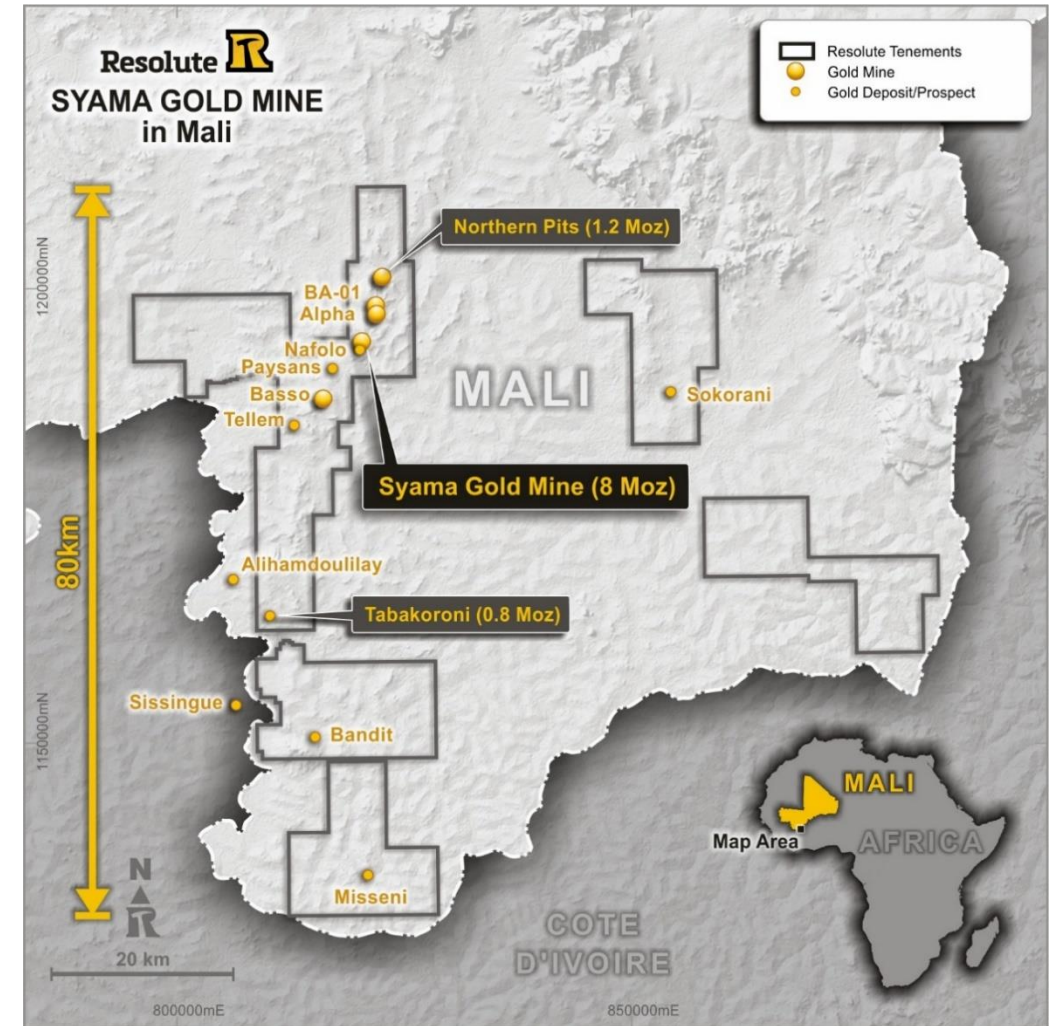 Resolute
SYAMA GOLD MINE
in Mali
Resolute Tenements
Gold Mine
Gold Deposit/Prospect
Northern Pits (1.2 Moz)
1200000mN
BA-01
Alpha
Nafolo
Paysans
MALI
Basso
Sokorani
Tellem
Syama Gold Mine (8 Moz)
80km
Alihamdoulilay
Tabakoroni (0.8 Moz)
Sissingue
1150000mN
Bandit
MALI
Map Area
AFRICA
N
Misseni
COTE
D'IVOIRE
20 km
800000mE
850000mE